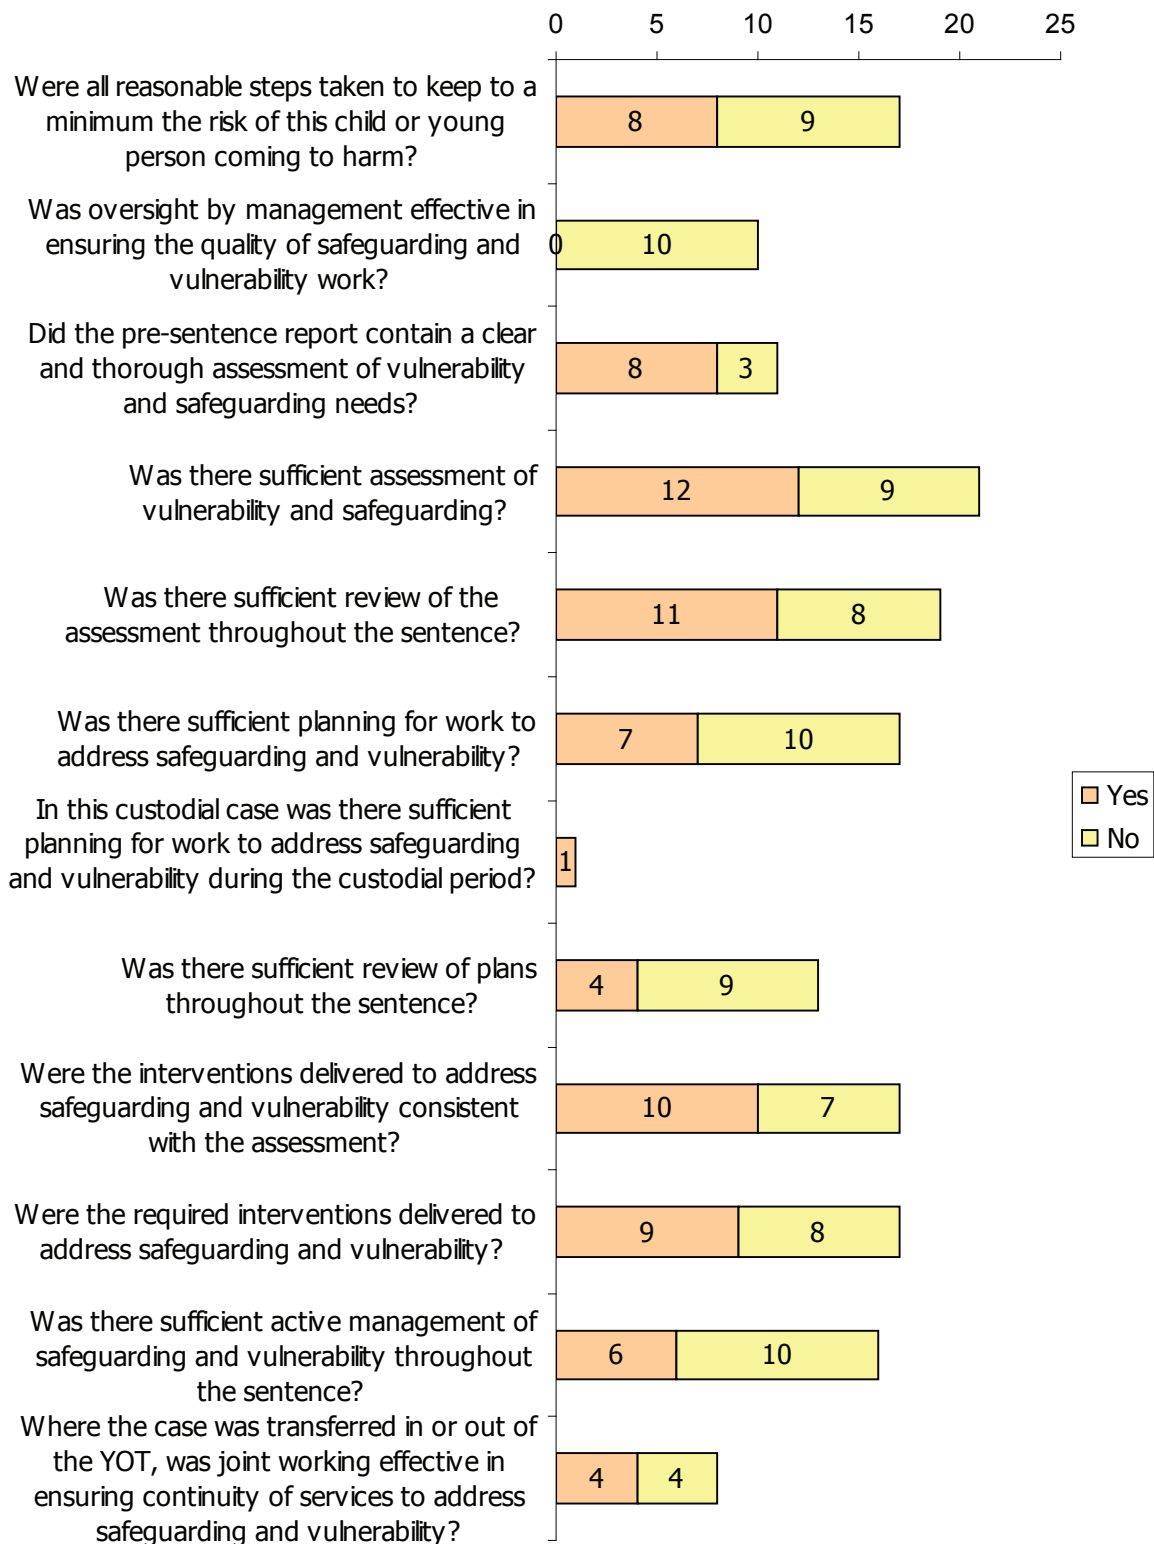 0 5 10 15 20 25
Were all reasonable steps taken to keep to a
minimum the risk of this child or young
person coming to harm?
8 9
Was oversight by management effective in
ensuring the quality of safeguarding and
vulnerability work?
0 10
Did the pre-sentence report contain a clear
and thorough assessment of vulnerability
and safeguarding needs?
8 3
Was there sufficient assessment of
vulnerability and safeguarding?
12 9
Was there sufficient review of the
assessment throughout the sentence?
11 8
Was there sufficient planning for work to
address safeguarding and vulnerability?
7 10
In this custodial case was there sufficient
planning for work to address safeguarding
and vulnerability during the custodial period?
1
Yes
No
Was there sufficient review of plans
throughout the sentence?
4 9
Were the interventions delivered to address
safeguarding and vulnerability consistent
with the assessment?
10 7
Were the required interventions delivered to
address safeguarding and vulnerability?
9 8
Was there sufficient active management of
safeguarding and vulnerability throughout
the sentence?
6 10
Where the case was transferred in or out of
the YOT, was joint working effective in
ensuring continuity of services to address
safeguarding and vulnerability?
4 4